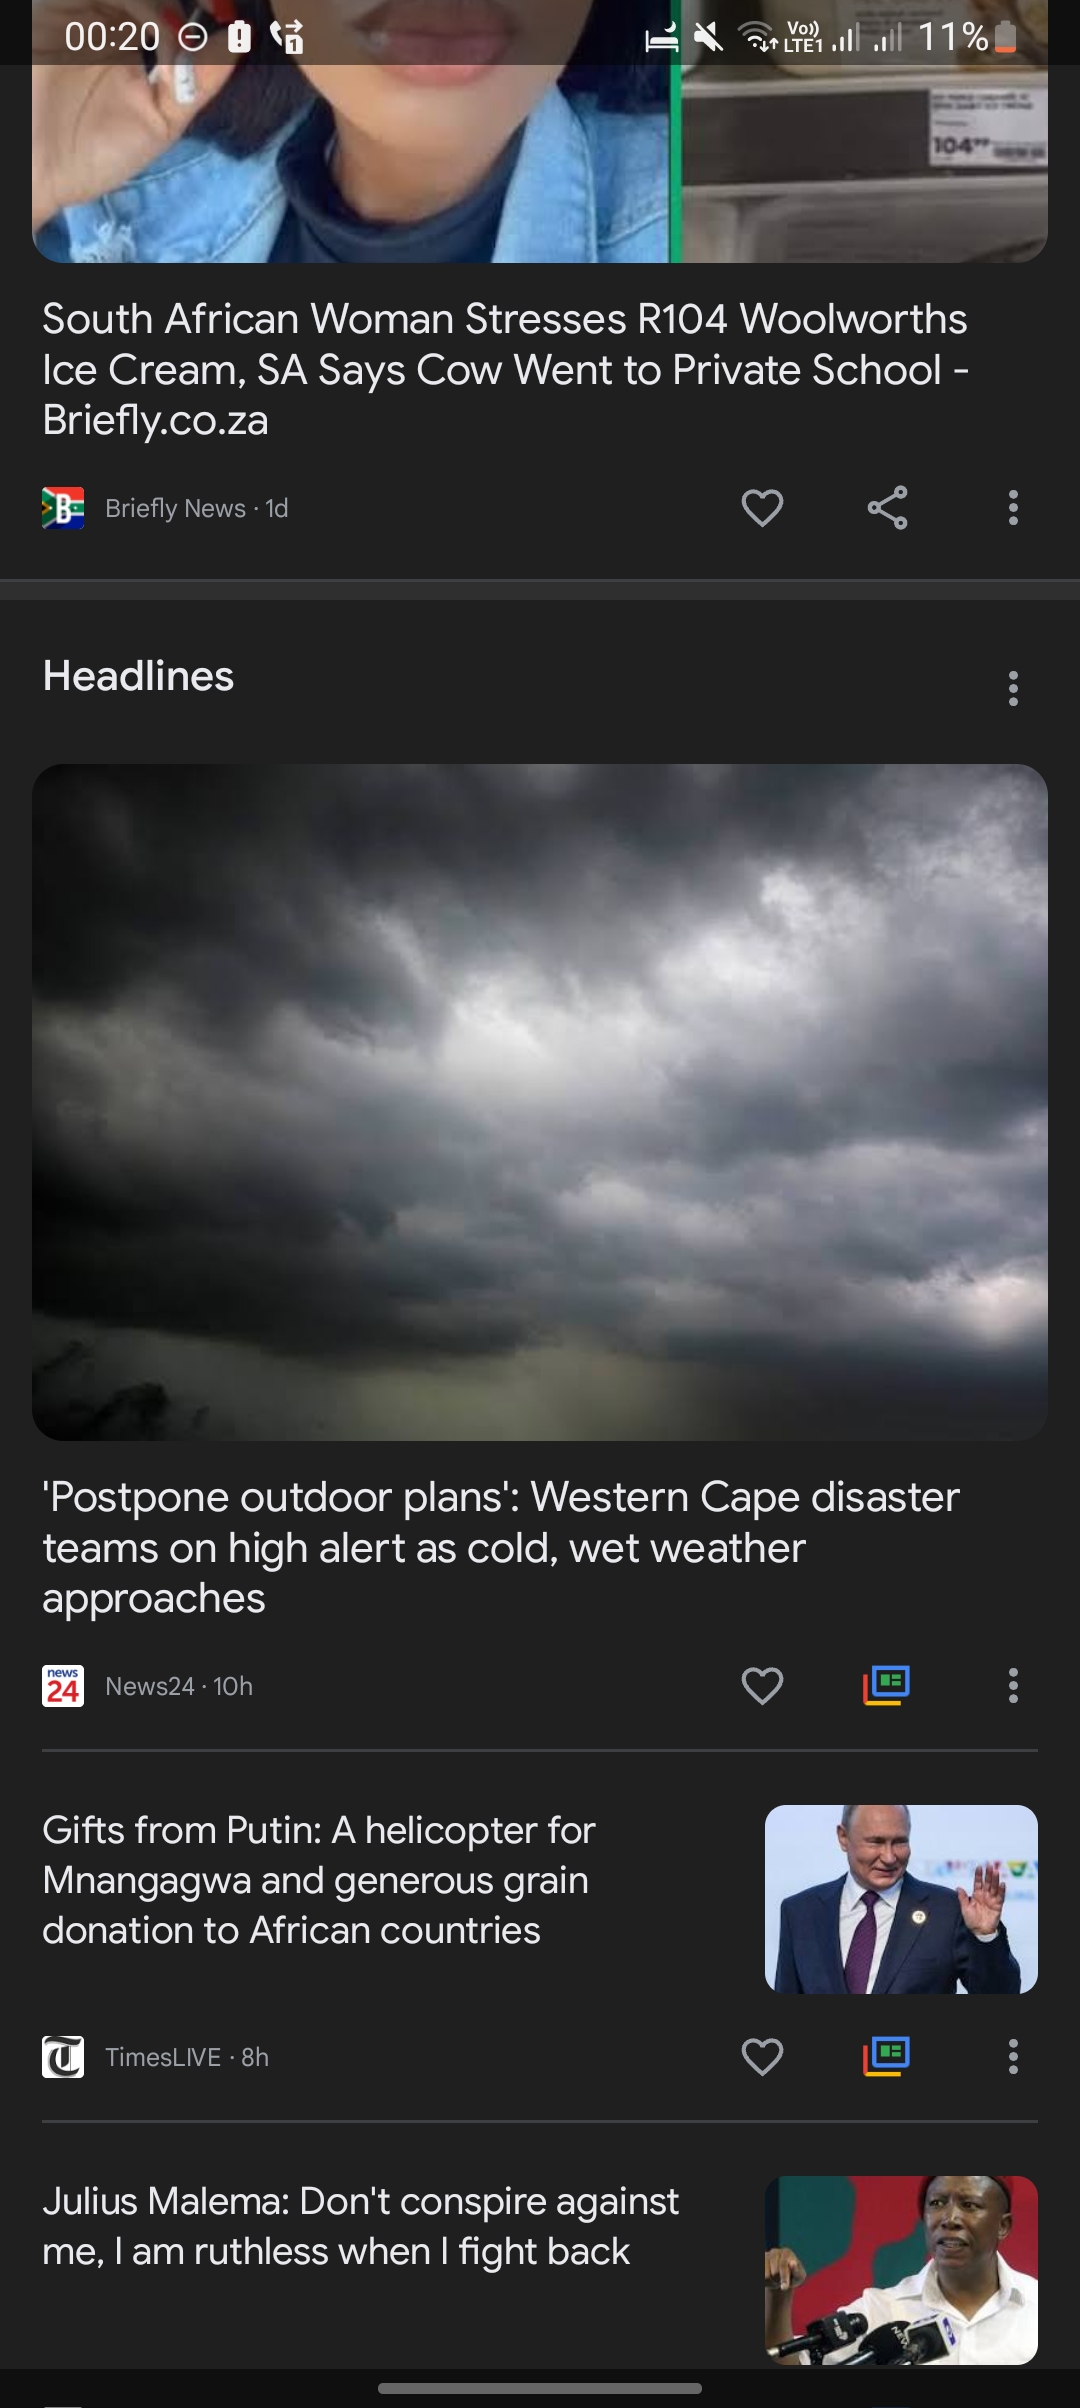 00:20
1
Vo))
LTE1
11%
104
South African Woman Stresses R104 Woolworths
Ice Cream, SA Says Cow Went to Private School -
Briefly.co.za
B
Briefly News · 1d
Headlines
'Postpone outdoor plans': Western Cape disaster
teams on high alert as cold, wet weather
approaches
news
24
News24 · 10h
Gifts from Putin: A helicopter for
Mnangagwa and generous grain
donation to African countries
T
TimesLIVE · 8h
Julius Malema: Don't conspire against
me, I am ruthless when I fight back